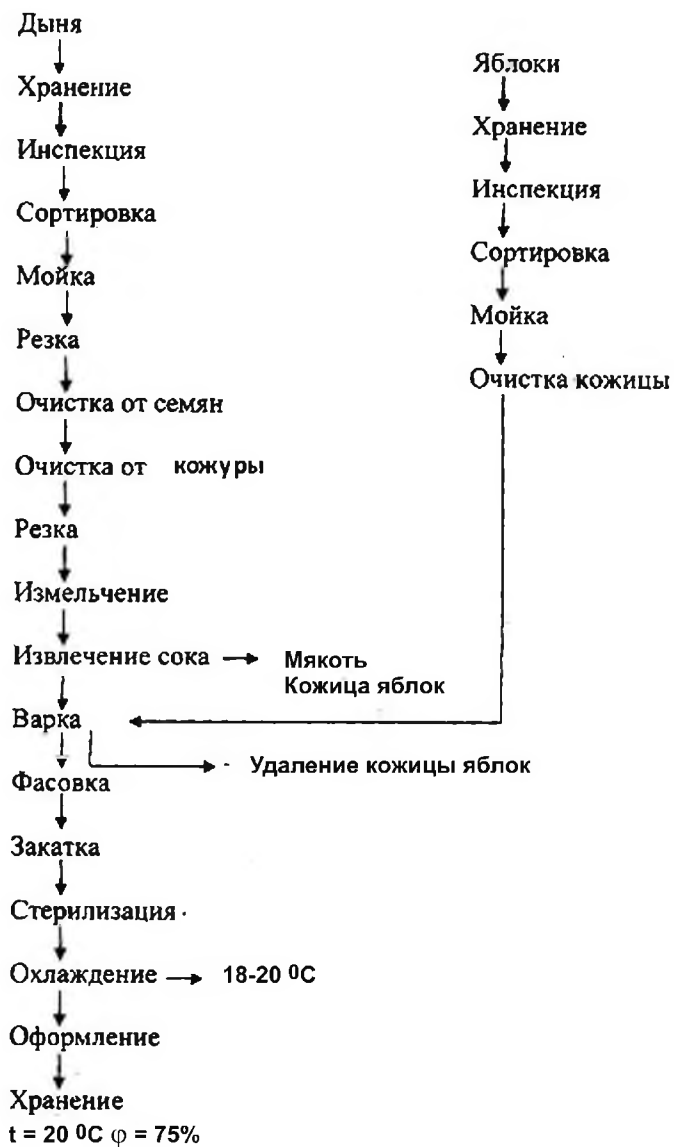 Дыня
Хранение
Инспекция
Сортировка
Мойка
Резка
Очистка от семян
Очистка от кожуры
Резка
Измельчение
Извлечение сока → Мякоть
Кожица яблок
Варка
Удаление кожицы яблок
Фасовка
Закатка
Стерилизация
Охлаждение → 18-20 ⁰C
Оформление
Хранение
t = 20 ⁰C φ = 75%
Яблоки
Хранение
Инспекция
Сортировка
Мойка
Очистка кожицы